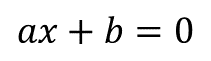 ax + b = 0